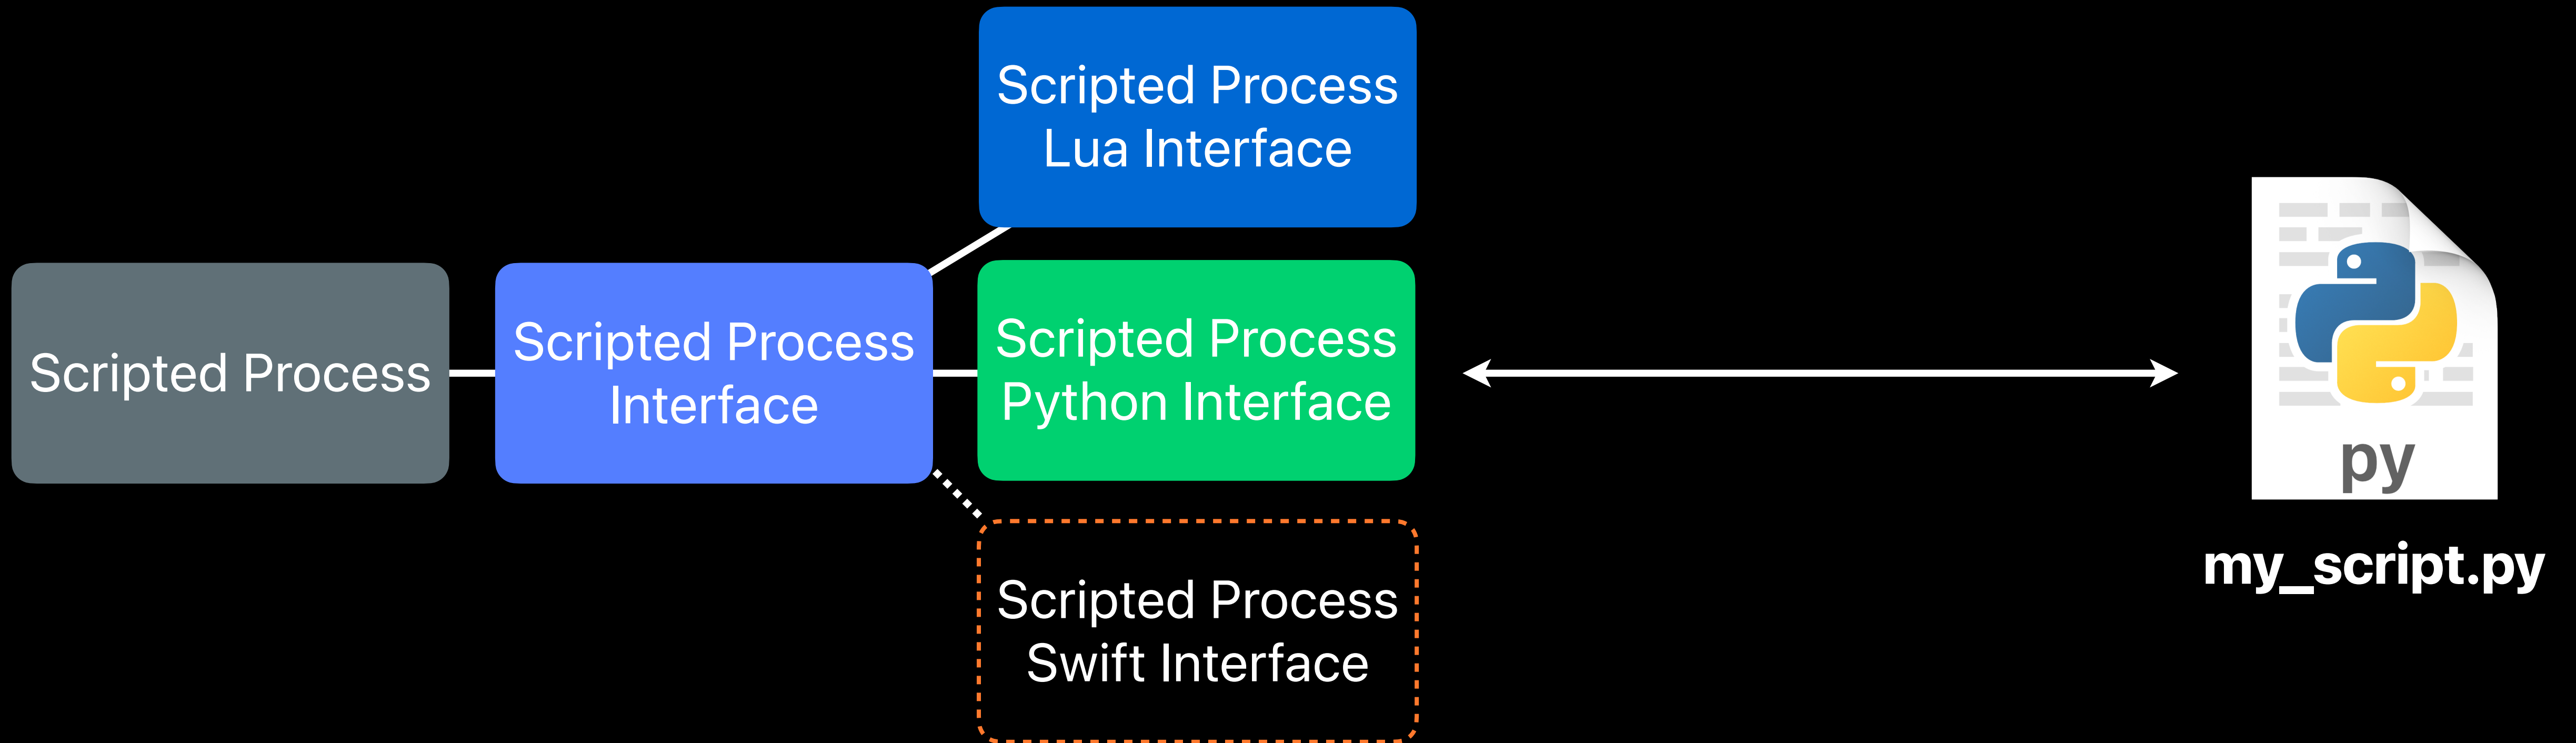 Scripted Process
Lua Interface
Scripted Process
Scripted Process
Interface
Scripted Process
Python Interface
Scripted Process
Swift Interface
py
my_script.py